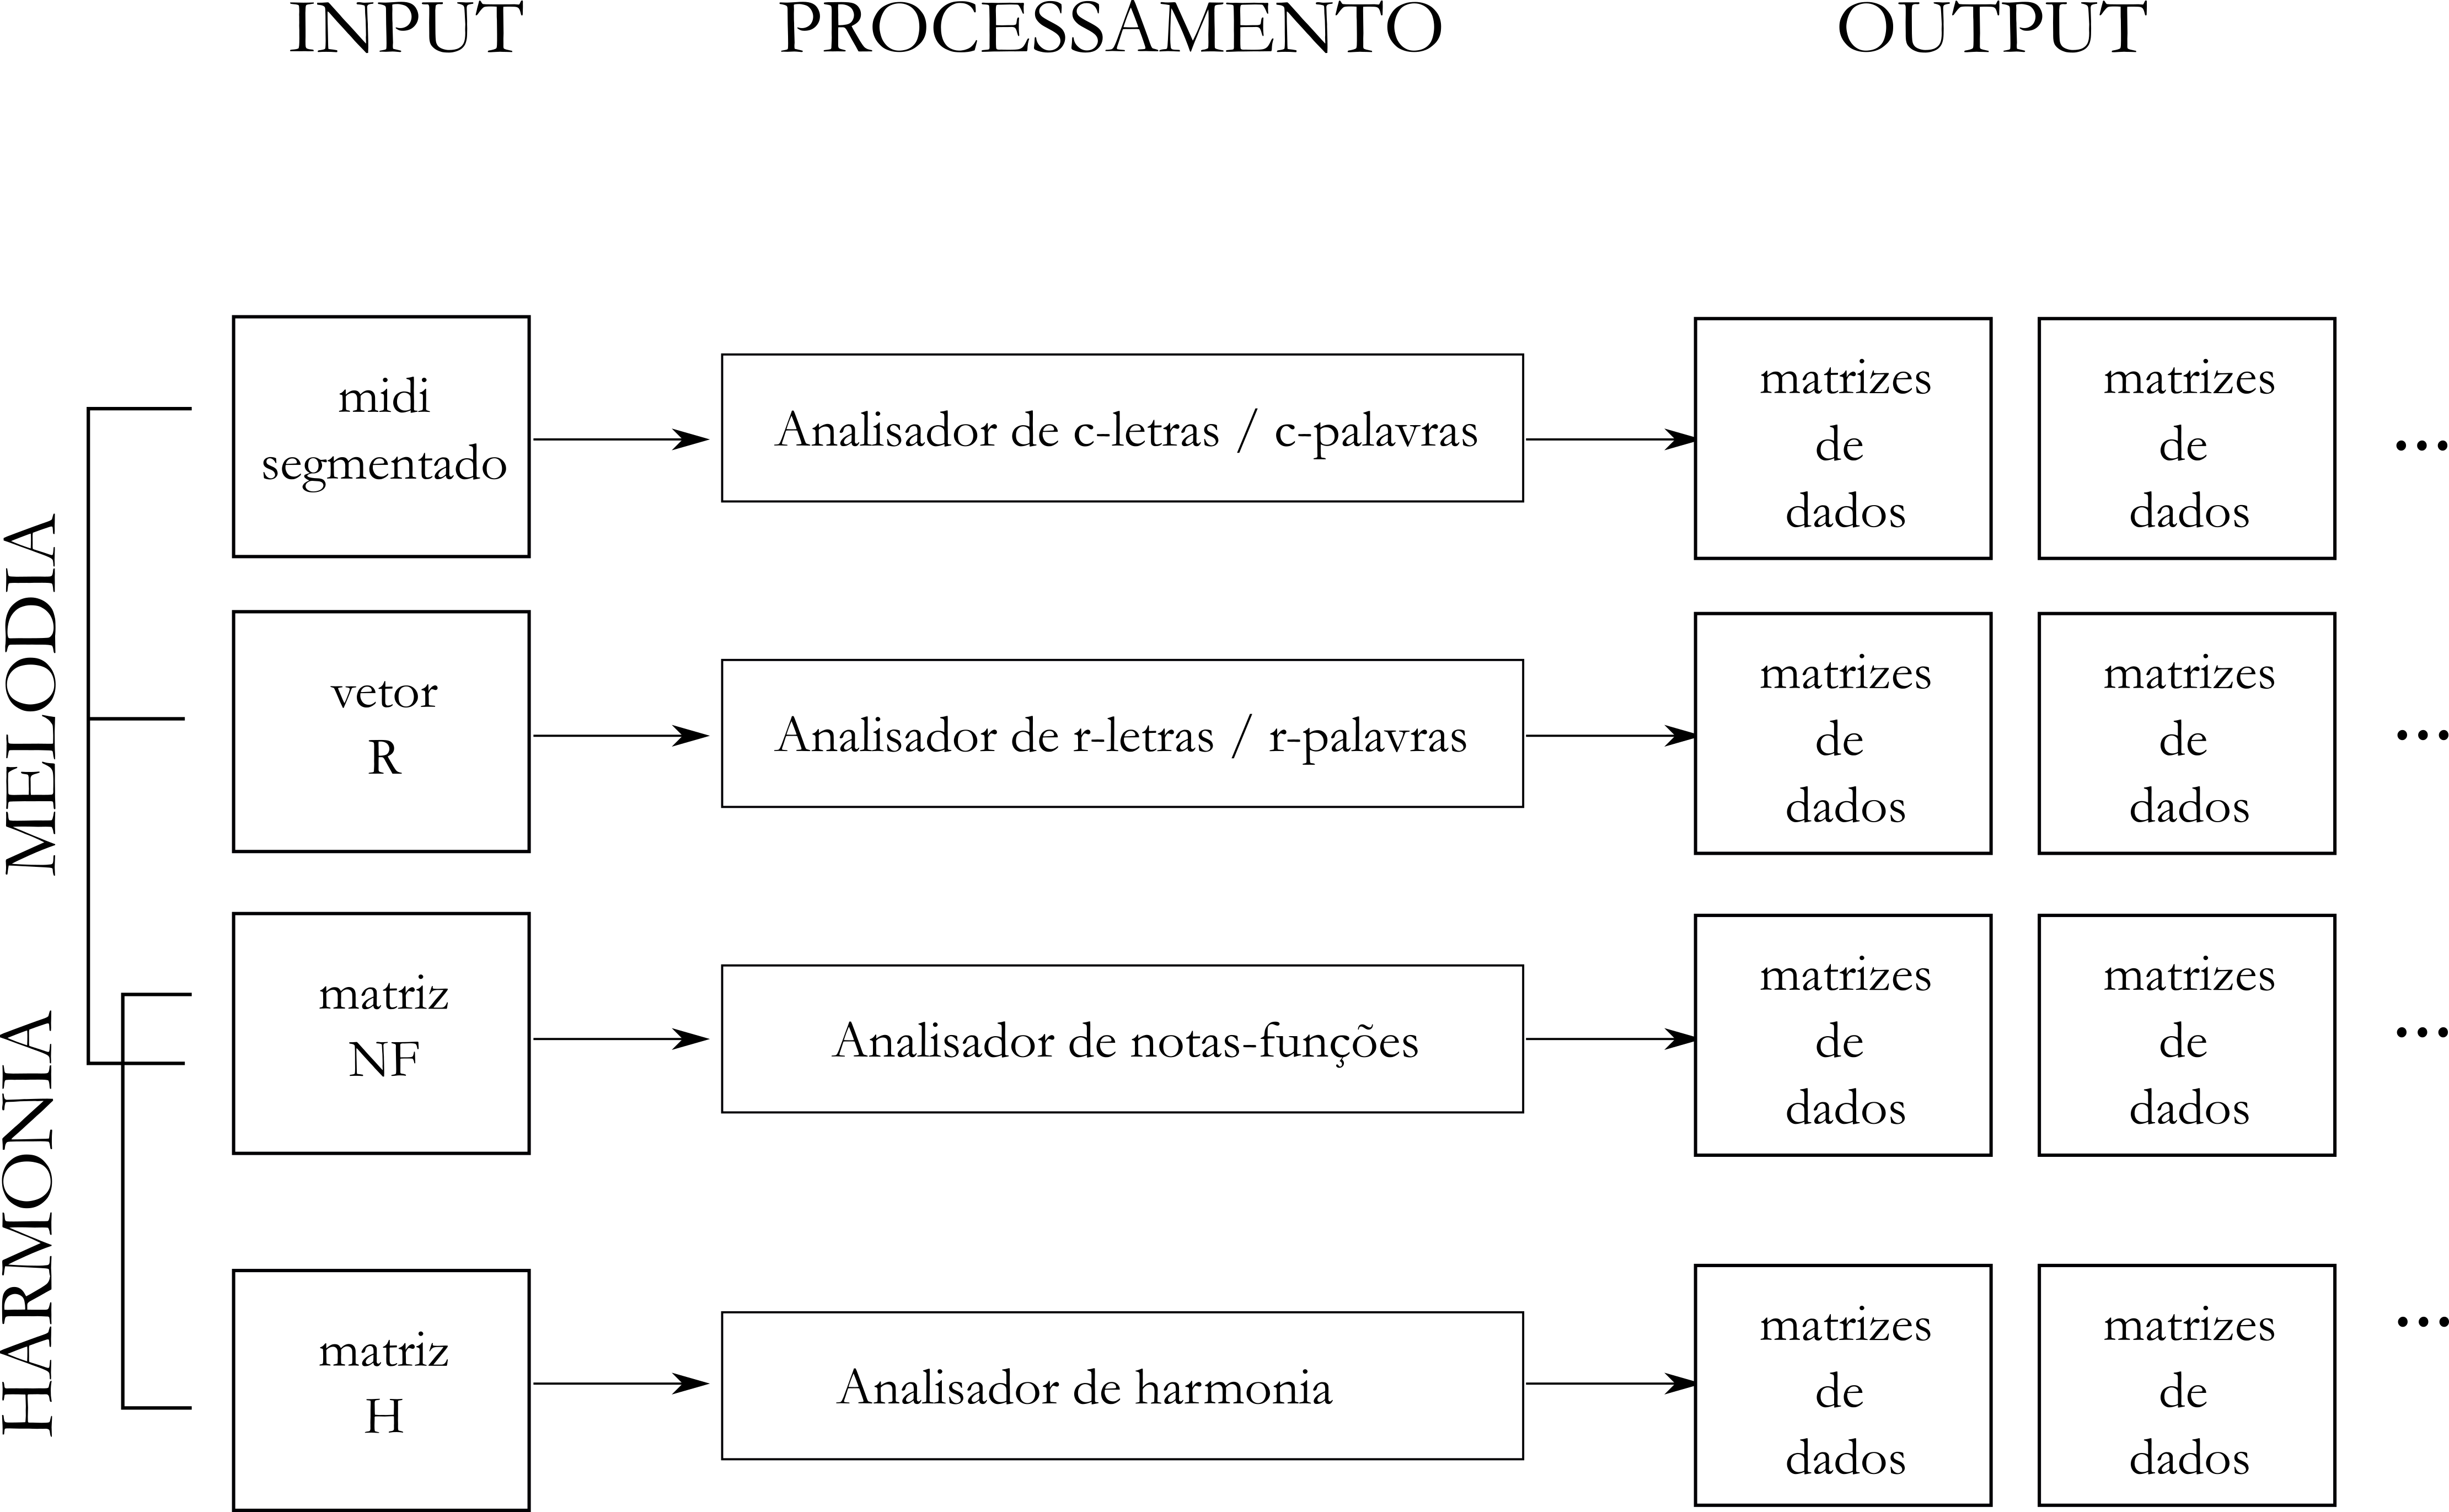 INPUT PROCESSAMENTO OUTPUT
MELODIA
midi
segmentado
Analisador de c-letras / c-palavras
matrizes
de
dados
matrizes
de
dados
...
vetor
R
Analisador de r-letras / r-palavras
matrizes
de
dados
matrizes
de
dados
...
HARMONIA
matriz
NF
Analisador de notas-funções
matrizes
de
dados
matrizes
de
dados
...
matriz
H
Analisador de harmonia
matrizes
de
dados
matrizes
de
dados
...